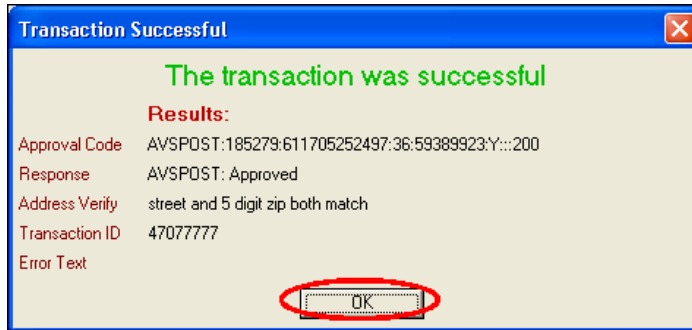 Transaction Successful
The transaction was successful
Results:
Approval Code AVSPOST:185279:611705252497:36:59389923:Y:::200
Response AVSPOST: Approved
Address Verify street and 5 digit zip both match
Transaction ID 47077777
Error Text
OK